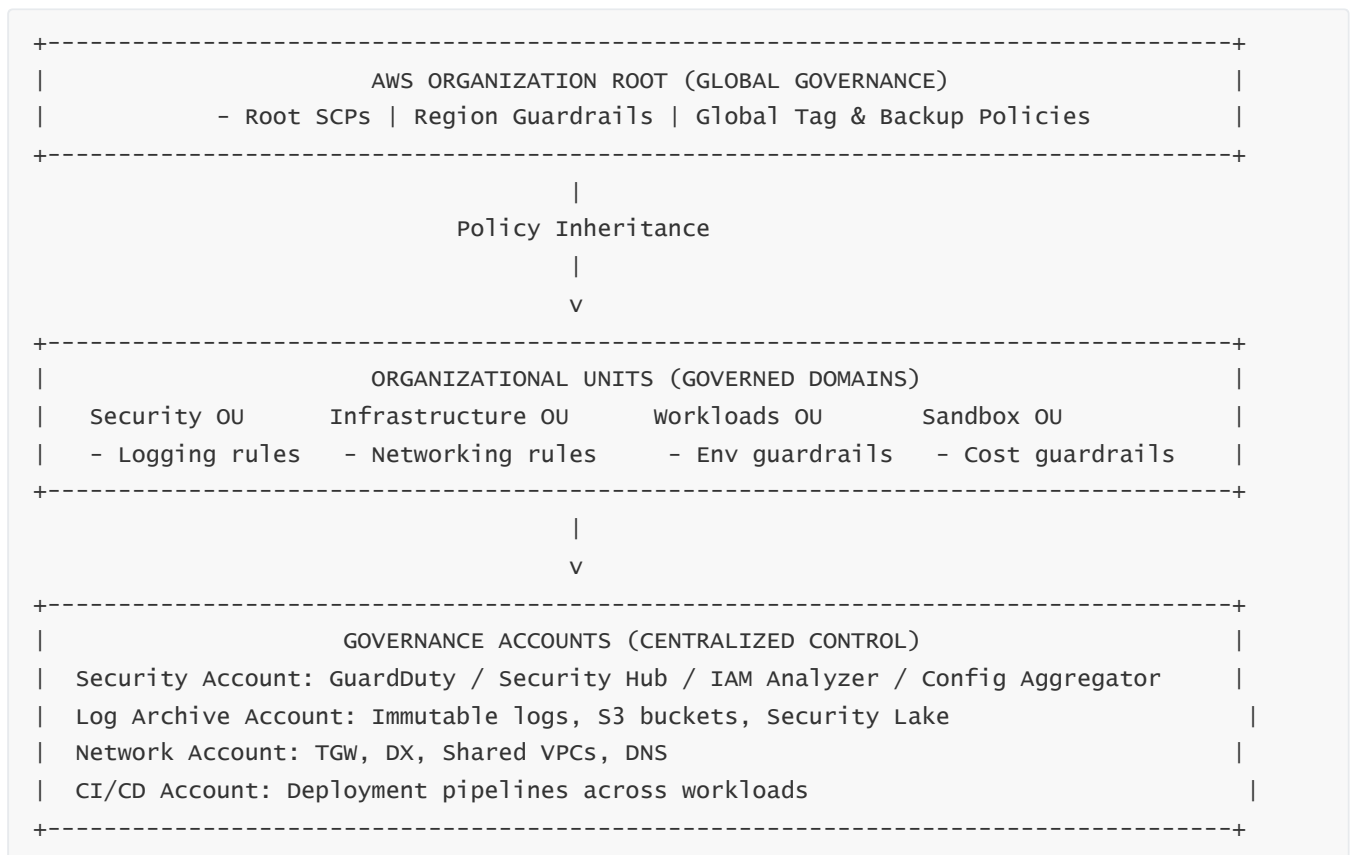 +------------------------------------------------------------------------------------+
| AWS ORGANIZATION ROOT (GLOBAL GOVERNANCE) |
| - Root SCPs | Region Guardrails | Global Tag & Backup Policies |
+------------------------------------------------------------------------------------+
|
Policy Inheritance
|
v
+------------------------------------------------------------------------------------+
| ORGANIZATIONAL UNITS (GOVERNED DOMAINS) |
| Security OU Infrastructure OU Workloads OU Sandbox OU |
| - Logging rules - Networking rules - Env guardrails - Cost guardrails |
+------------------------------------------------------------------------------------+
|
v
+------------------------------------------------------------------------------------+
| GOVERNANCE ACCOUNTS (CENTRALIZED CONTROL) |
| Security Account: GuardDuty / Security Hub / IAM Analyzer / Config Aggregator |
| Log Archive Account: Immutable logs, S3 buckets, Security Lake |
| Network Account: TGW, DX, Shared VPCs, DNS |
| CI/CD Account: Deployment pipelines across workloads |
+------------------------------------------------------------------------------------+